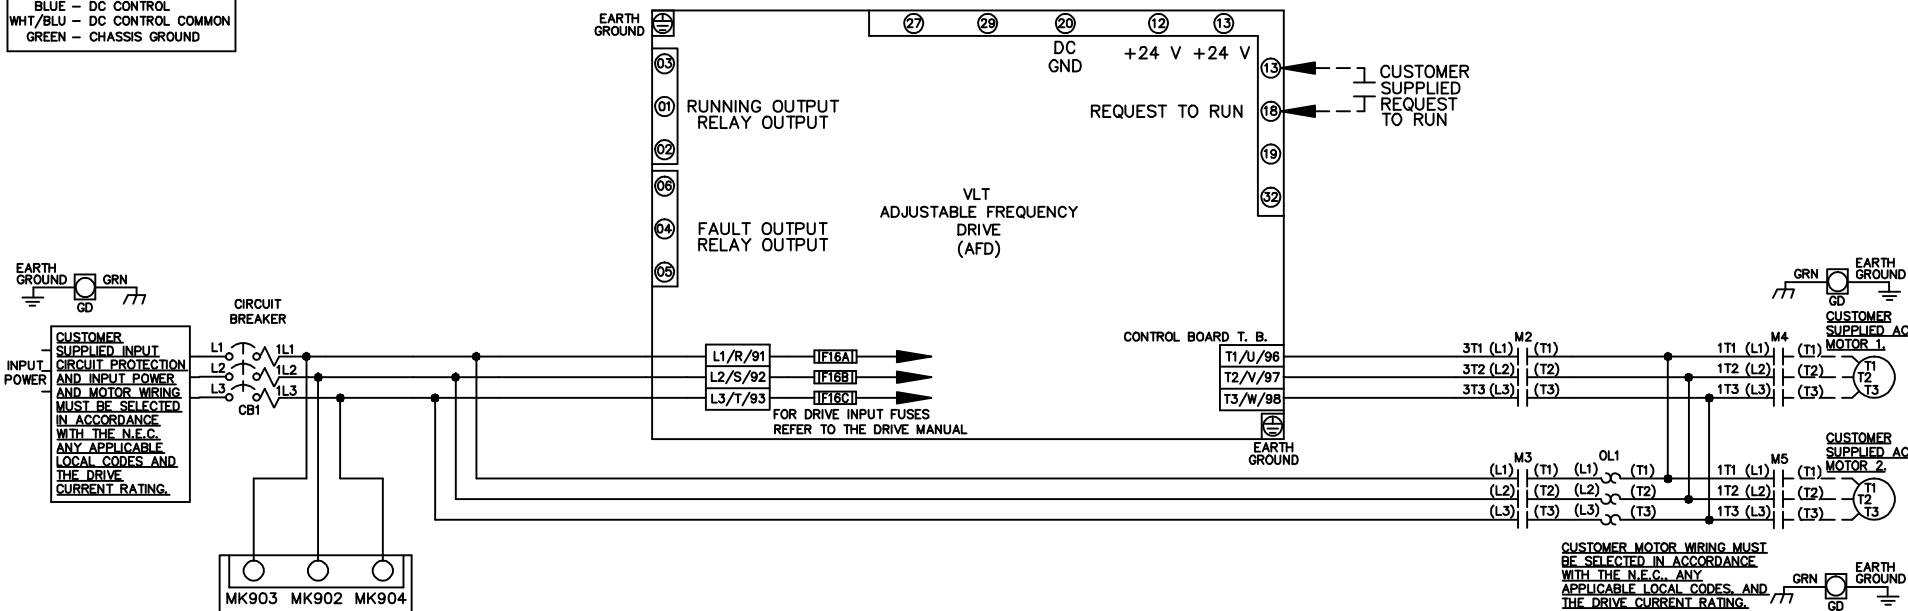 BLUE – DC CONTROL
WHT/BLU – DC CONTROL COMMON
GREEN – CHASSIS GROUND
EARTH
GROUND
27
29
20
12
13
DC
GND
+24 V
+24 V
03
01
02
RUNNING OUTPUT
RELAY OUTPUT
06
04
05
FAULT OUTPUT
RELAY OUTPUT
13
18
19
32
REQUEST TO RUN
CUSTOMER
SUPPLIED
REQUEST
TO RUN
VLT
ADJUSTABLE FREQUENCY
DRIVE
(AFD)
EARTH
GROUND
GRN
GD
INPUT
POWER
CUSTOMER
SUPPLIED INPUT
CIRCUIT PROTECTION
AND INPUT POWER
AND MOTOR WIRING
MUST BE SELECTED
IN ACCORDANCE
WITH THE N.E.C.
ANY APPLICABLE
LOCAL CODES AND
THE DRIVE
CURRENT RATING.
CIRCUIT
BREAKER
L1
L2
L3
1L1
1L2
1L3
CB1
MK903 MK902 MK904
L1/R/91
L2/S/92
L3/T/93
F16A
F16B
F16C
FOR DRIVE INPUT FUSES
REFER TO THE DRIVE MANUAL
CONTROL BOARD T. B.
T1/U/96
T2/V/97
T3/W/98
EARTH
GROUND
M2
3T1 (L1) (T1)
3T2 (L2) (T2)
3T3 (L3) (T3)
M4
1T1 (L1) (T1)
1T2 (L2) (T2)
1T3 (L3) (T3)
GRN
GD
EARTH
GROUND
CUSTOMER
SUPPLIED AC
MOTOR 1.
T1
T2
T3
M3
OL1
(L1) (T1) (L1) (T1)
(L2) (T2) (L2) (T2)
(L3) (T3) (L3) (T3)
M5
1T1 (L1) (T1)
1T2 (L2) (T2)
1T3 (L3) (T3)
CUSTOMER
SUPPLIED AC
MOTOR 2.
T1
T2
T3
CUSTOMER MOTOR WIRING MUST
BE SELECTED IN ACCORDANCE
WITH THE N.E.C., ANY
APPLICABLE LOCAL CODES, AND
THE DRIVE CURRENT RATING.
GRN
GD
EARTH
GROUND